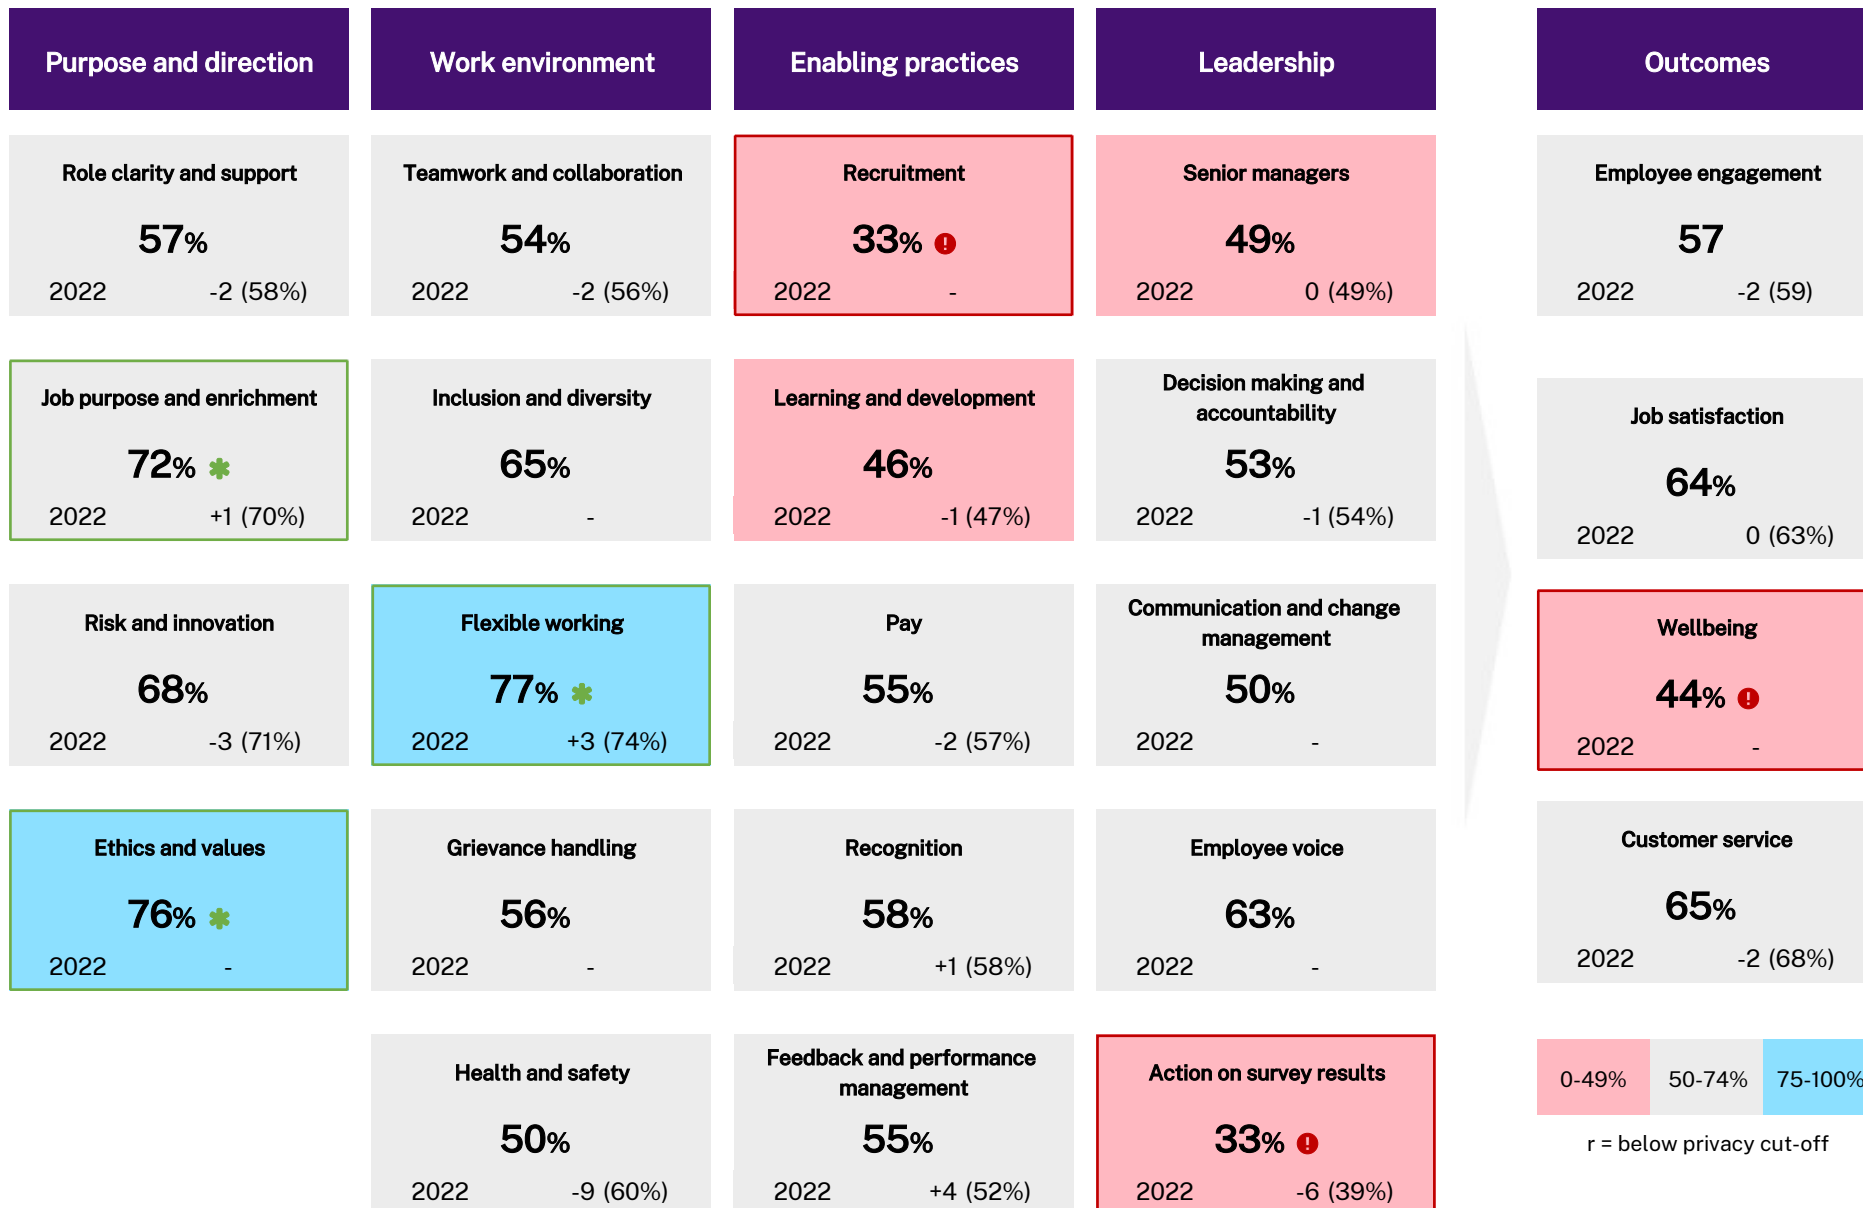 Purpose and direction
Role clarity and support
57%
2022 -2 (58%)
Job purpose and enrichment
72%
2022 +1 (70%)
Risk and innovation
68%
2022 -3 (71%)
Ethics and values
76%
2022 -
Work environment
Teamwork and collaboration
54%
2022 -2 (56%)
Inclusion and diversity
65%
2022 -
Flexible working
77%
2022 +3 (74%)
Grievance handling
56%
2022 -
Health and safety
50%
2022 -9 (60%)
Enabling practices
Recruitment
33% !
2022 -
Learning and development
46%
2022 -1 (47%)
Pay
55%
2022 -2 (57%)
Recognition
58%
2022 +1 (58%)
Feedback and performance
management
55%
2022 +4 (52%)
Leadership
Senior managers
49%
2022 0 (49%)
Decision making and
accountability
53%
2022 -1 (54%)
Communication and change
management
50%
2022 -
Employee voice
63%
2022 -
Action on survey results
33% !
2022 -6 (39%)
Outcomes
Employee engagement
57
2022 -2 (59)
Job satisfaction
64%
2022 0 (63%)
Wellbeing
44% !
2022 -
Customer service
65%
2022 -2 (68%)
0-49% 50-74% 75-100%
r = below privacy cut-off